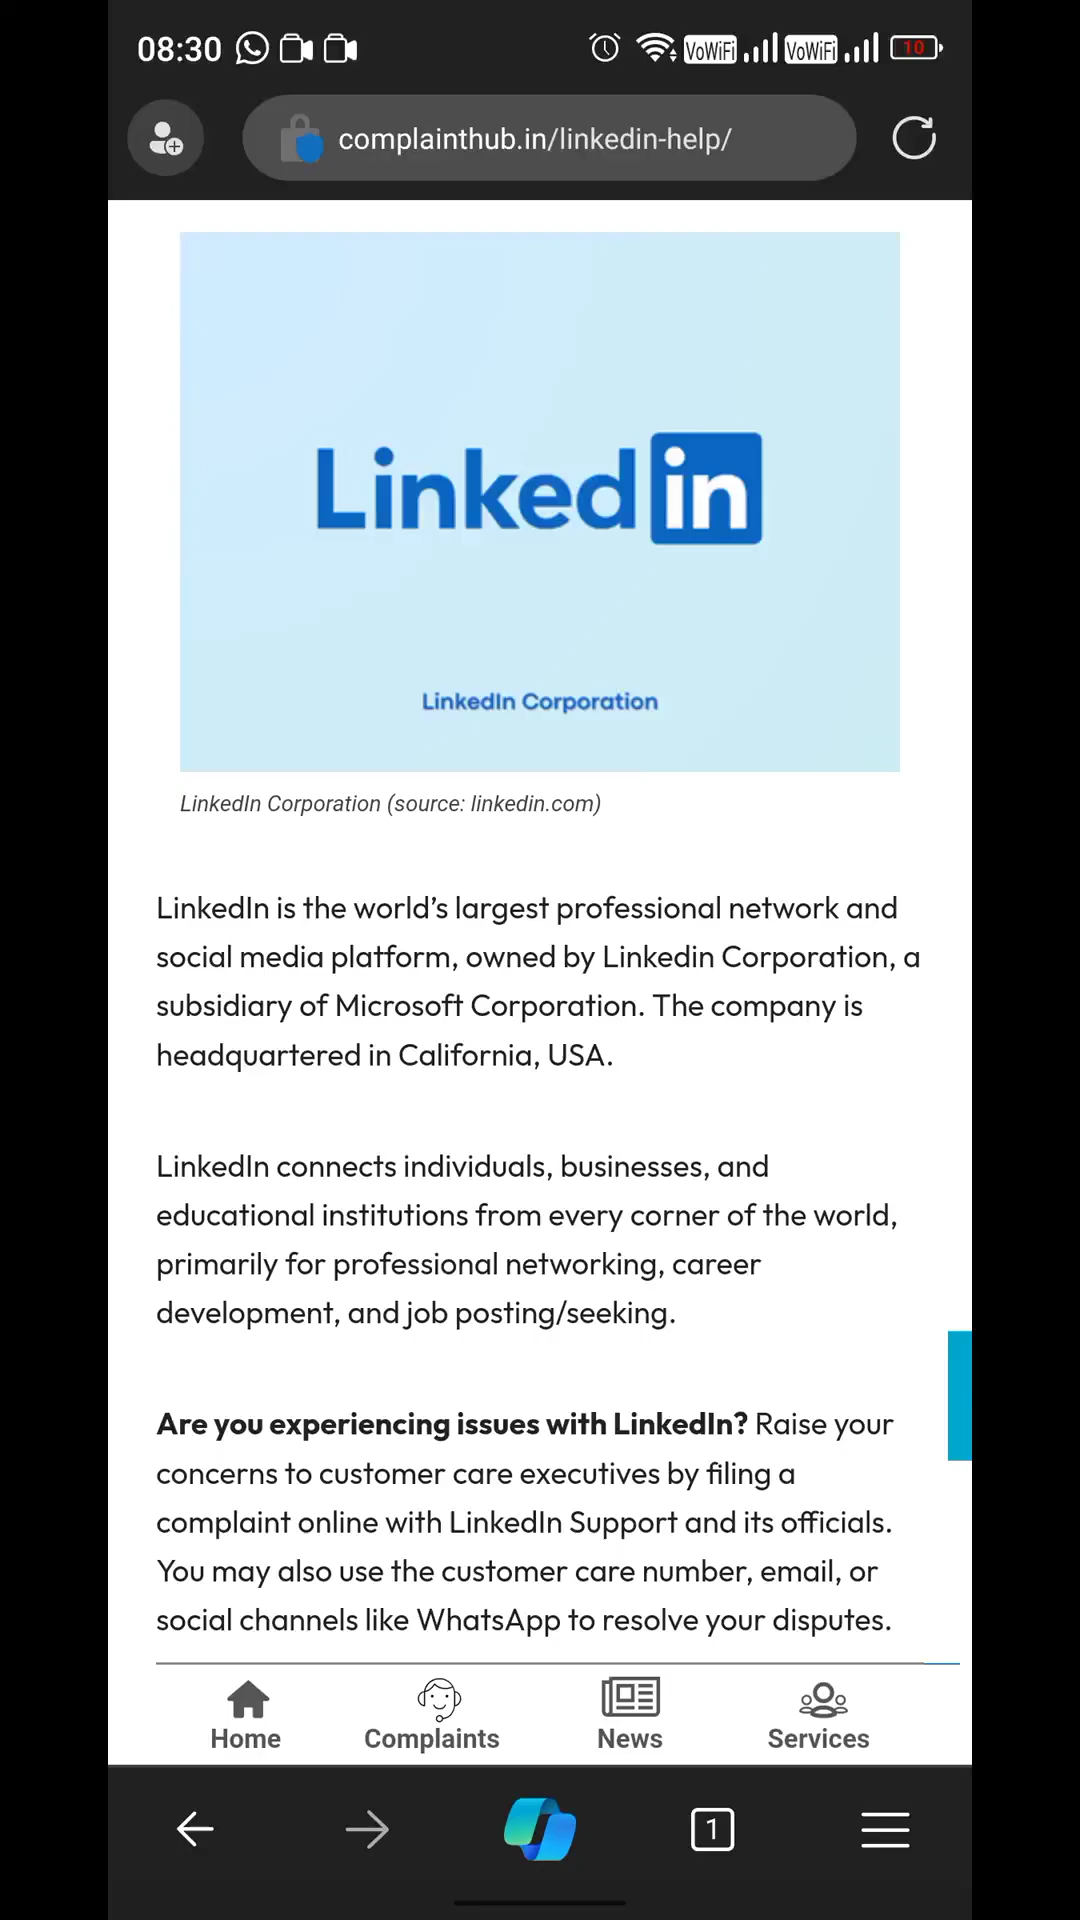 08:30 VoWiFi VoWiFi 10
complainthub.in/linkedin-help/
Linkedin
LinkedIn Corporation
LinkedIn Corporation (source: linkedin.com)
LinkedIn is the world’s largest professional network and
social media platform, owned by Linkedin Corporation, a
subsidiary of Microsoft Corporation. The company is
headquartered in California, USA.
LinkedIn connects individuals, businesses, and
educational institutions from every corner of the world,
primarily for professional networking, career
development, and job posting/seeking.
Are you experiencing issues with LinkedIn? Raise your
concerns to customer care executives by filing a
complaint online with LinkedIn Support and its officials.
You may also use the customer care number, email, or
social channels like WhatsApp to resolve your disputes.
Home Complaints News Services
1